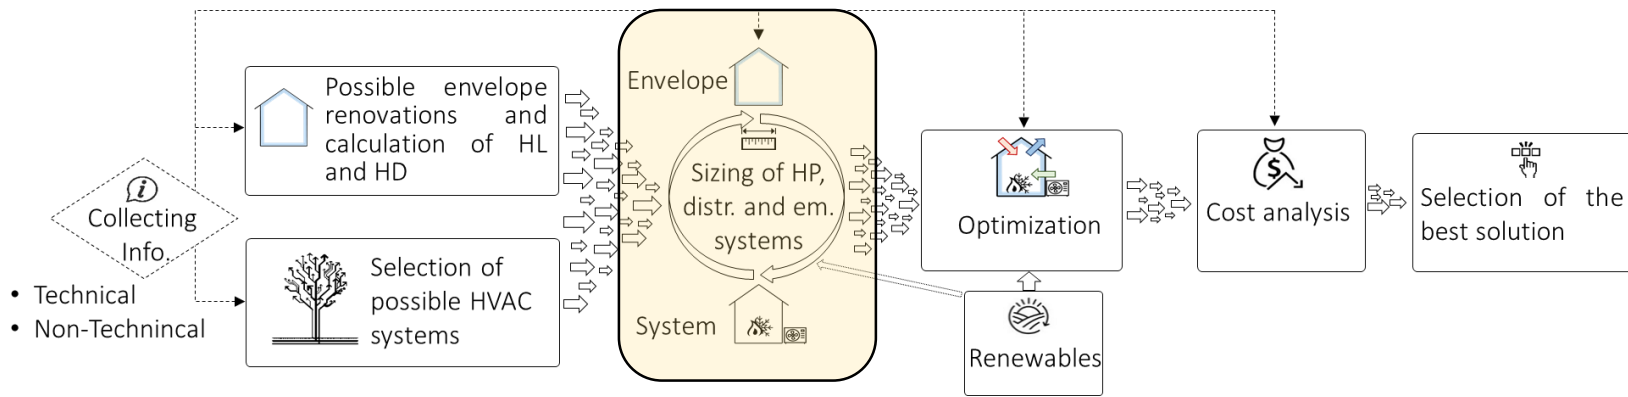 Collecting
Info.
• Technical
• Non-Technincal
Possible envelope
renovations and
calculation of HL
and HD
Selection of
possible HVAC
systems
Envelope
Sizing of HP,
distr. and em.
systems
System
Optimization
Renewables
Cost analysis
Selection of the
best solution